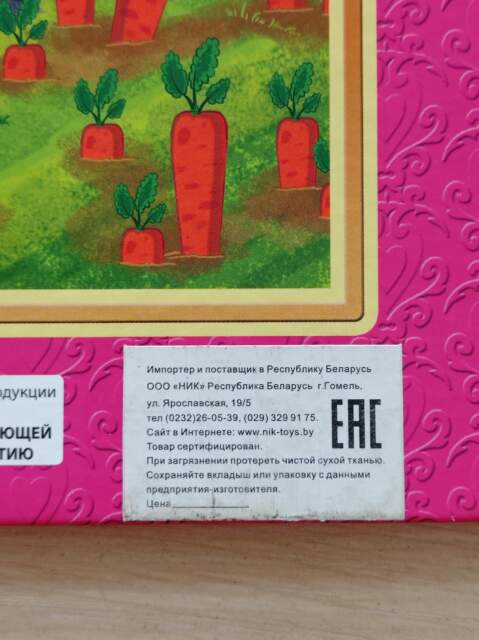 одукции
ЮЩЕЙ
ТИЮ
Импортер и поставщик в Республику Беларусь
ООО «НИК» Республика Беларусь г.Гомель,
ул. Ярославская, 19/5
тел (0232)26-05-39, (029) 329 91 75.
Сайт в Интернете: www.nik-toys.by
Товар сертифицирован.
При загрязнении протереть чистой сухой тканью.
Сохраняйте вкладыш или упаковку с данными
предприятия-изготовителя.
Цена
ЕАС